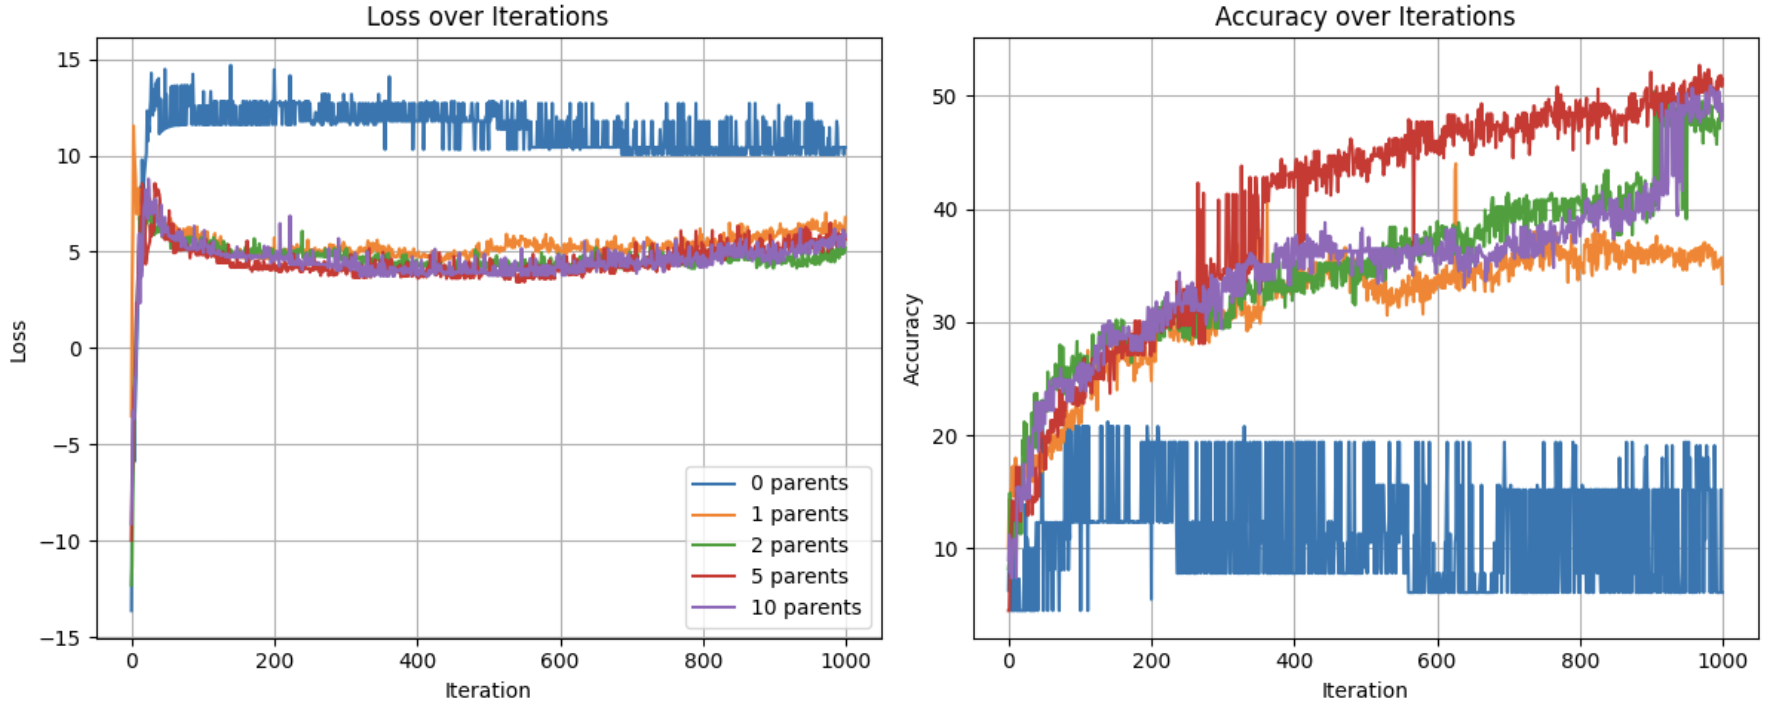 Loss over Iterations
Loss
15
10
5
0
−5
−10
−15
0 200 400 600 800 1000
Iteration
0 parents
1 parents
2 parents
5 parents
10 parents
Accuracy over Iterations
Accuracy
50
40
30
20
10
0 200 400 600 800 1000
Iteration